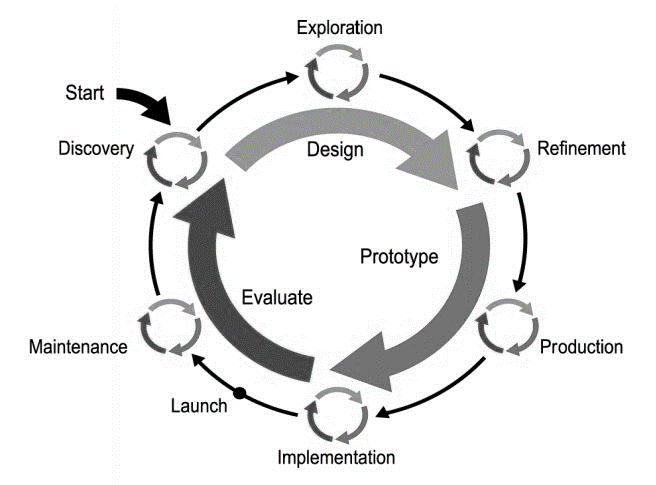 Exploration
Start
Discovery
Design
Refinement
Prototype
Evaluate
Maintenance
Production
Launch
Implementation